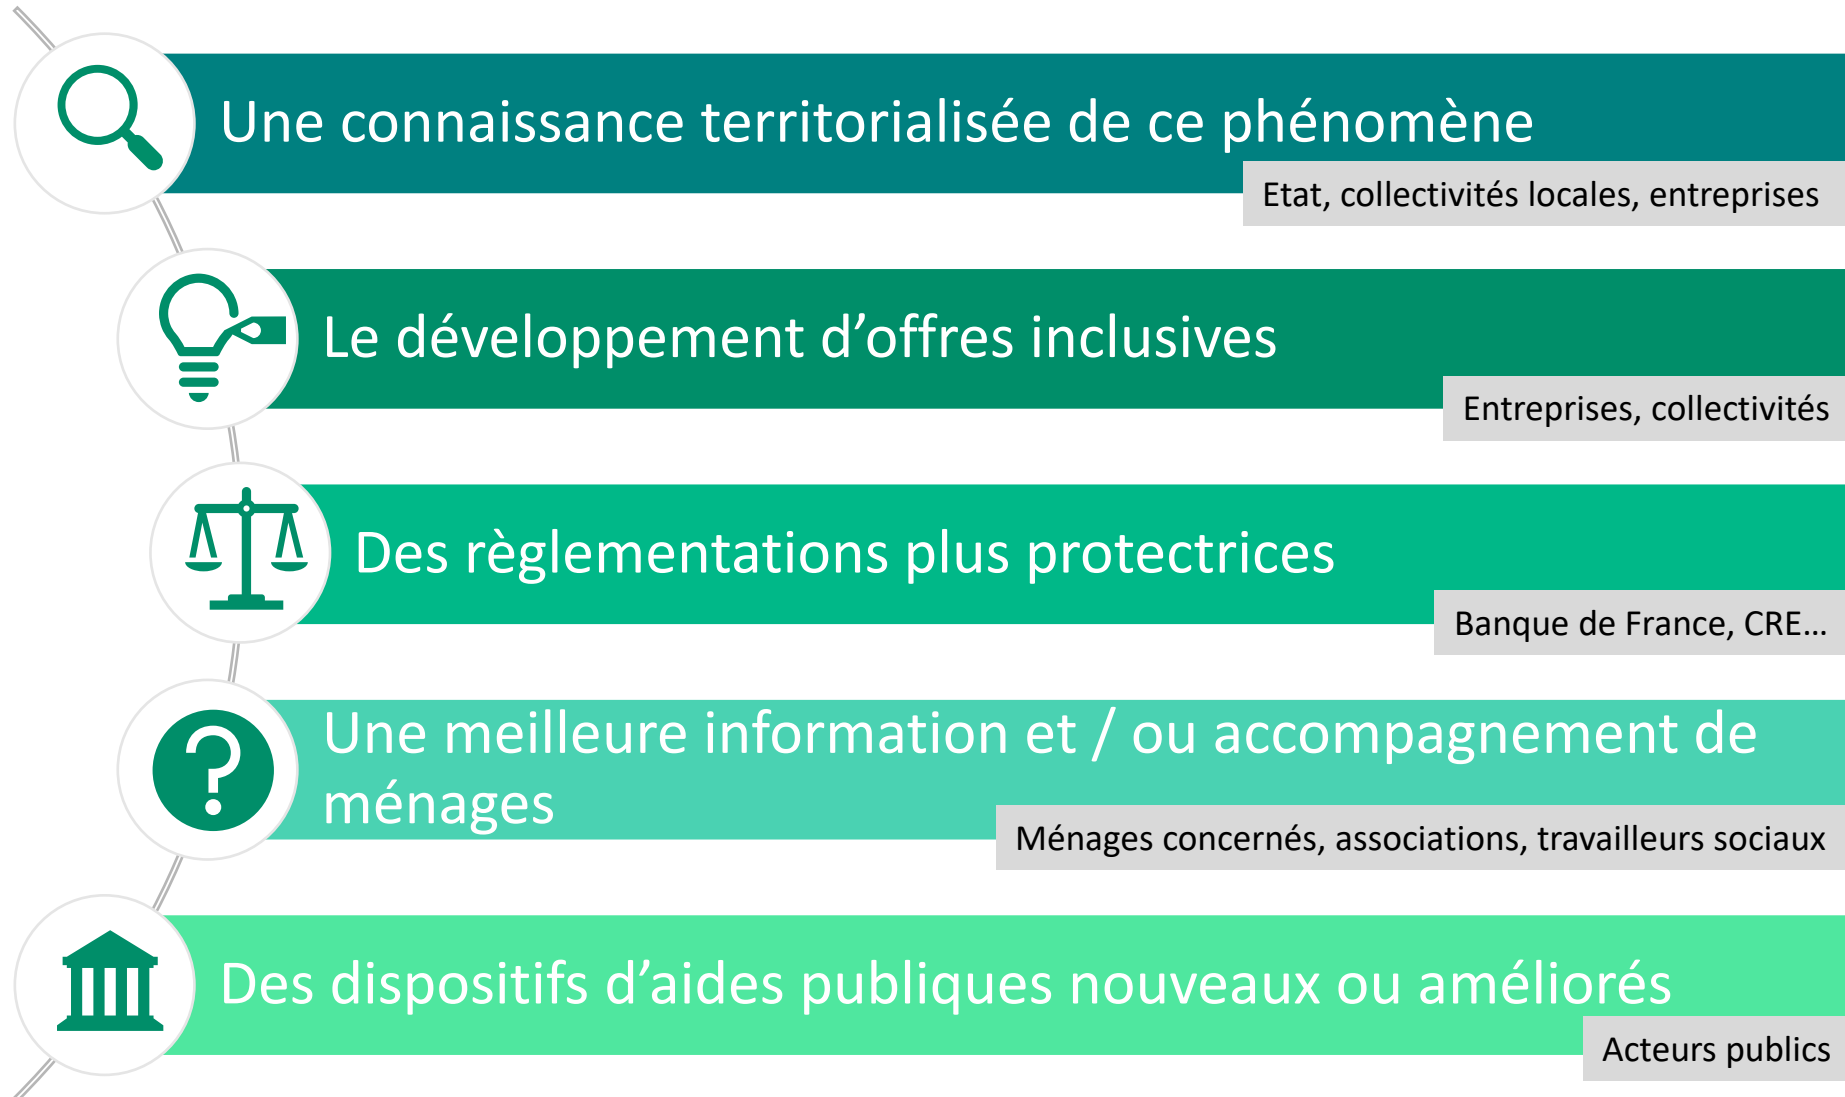 Une connaissance territorialisée de ce phénomène
Etat, collectivités locales, entreprises
Le développement d’offres inclusives
Entreprises, collectivités
Des règlementations plus protectrices
Banque de France, CRE…
Une meilleure information et / ou accompagnement de
ménages
Ménages concernés, associations, travailleurs sociaux
Des dispositifs d’aides publiques nouveaux ou améliorés
Acteurs publics